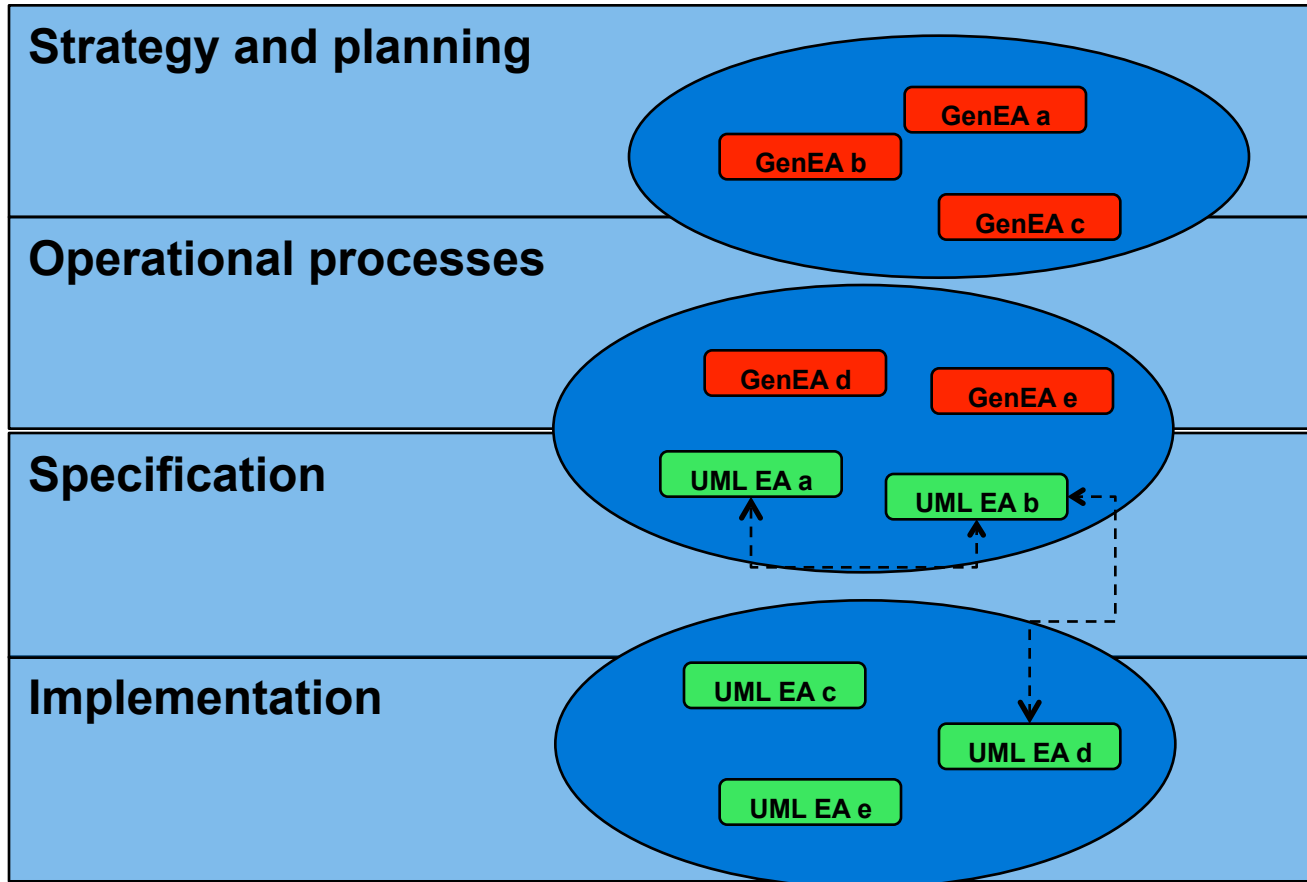 Strategy and planning
GenEA a
GenEA b
GenEA c
Operational processes
GenEA d
GenEA e
Specification
UML EA a
UML EA b
Implementation
UML EA c
UML EA d
UML EA e